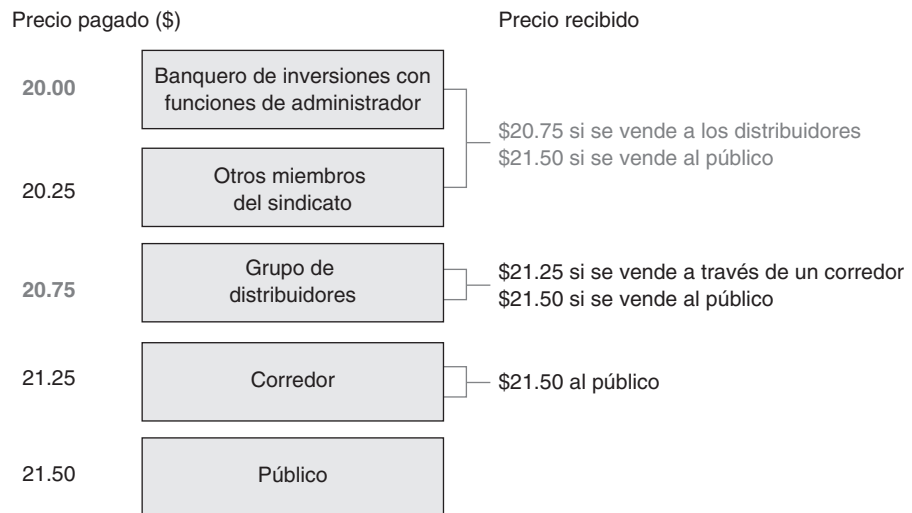 Precio pagado ($)
Precio recibido
20.00
Banquero de inversiones con
funciones de administrador
$20.75 si se vende a los distribuidores
$21.50 si se vende al público
20.25
Otros miembros
del sindicato
20.75
Grupo de
distribuidores
$21.25 si se vende a través de un corredor
$21.50 si se vende al público
21.25
Corredor
$21.50 al público
21.50
Público